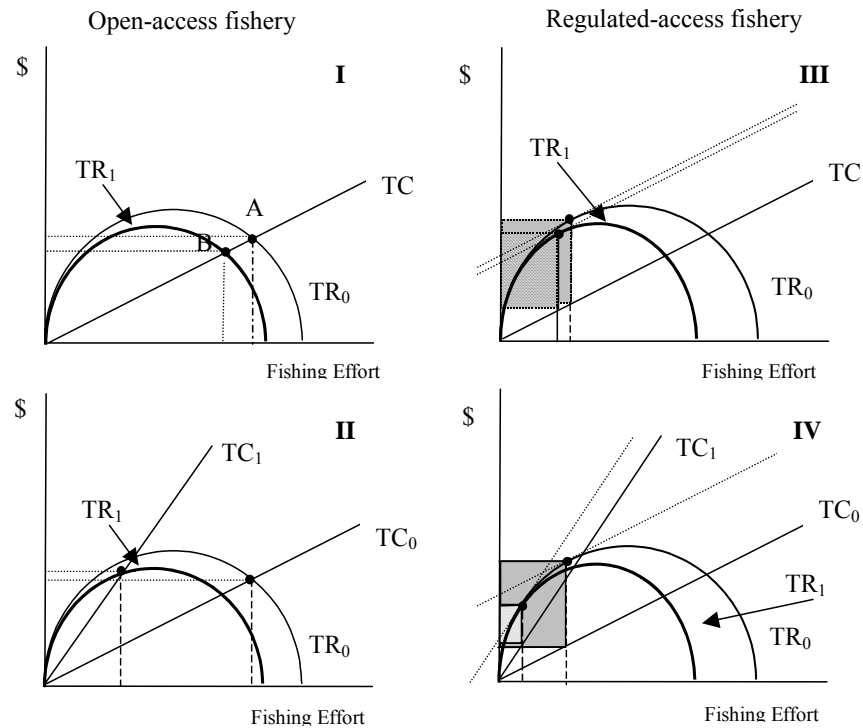 Open-access fishery
Regulated-access fishery
$
I
TR₁
A
TC
B
TR₀
Fishing Effort
$
III
TR₁
TC
TR₀
Fishing Effort
$
II
TC₁
TR₁
TC₀
TR₀
Fishing Effort
$
IV
TC₁
TC₀
TR₁
TR₀
Fishing Effort